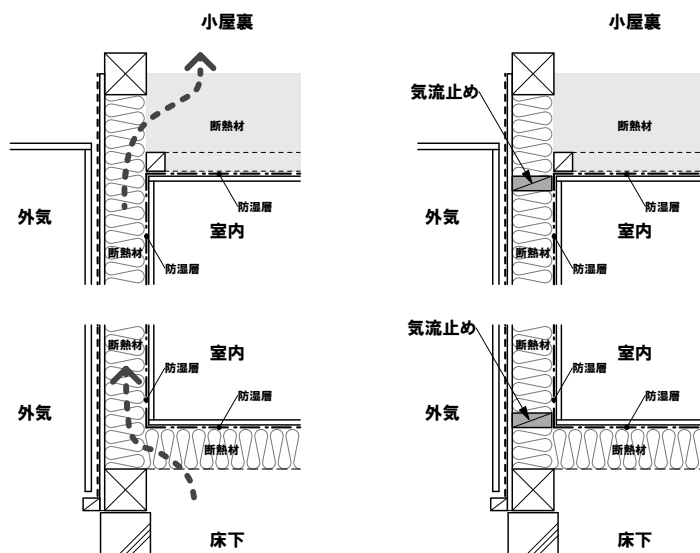 小屋裏
断熱材
防湿層
外気
室内
断熱材
防湿層
断熱材
室内
防湿層
防湿層
外気
断熱材
床下
小屋裏
気流止め
断熱材
防湿層
外気
室内
断熱材
防湿層
気流止め
断熱材
室内
防湿層
防湿層
外気
断熱材
床下